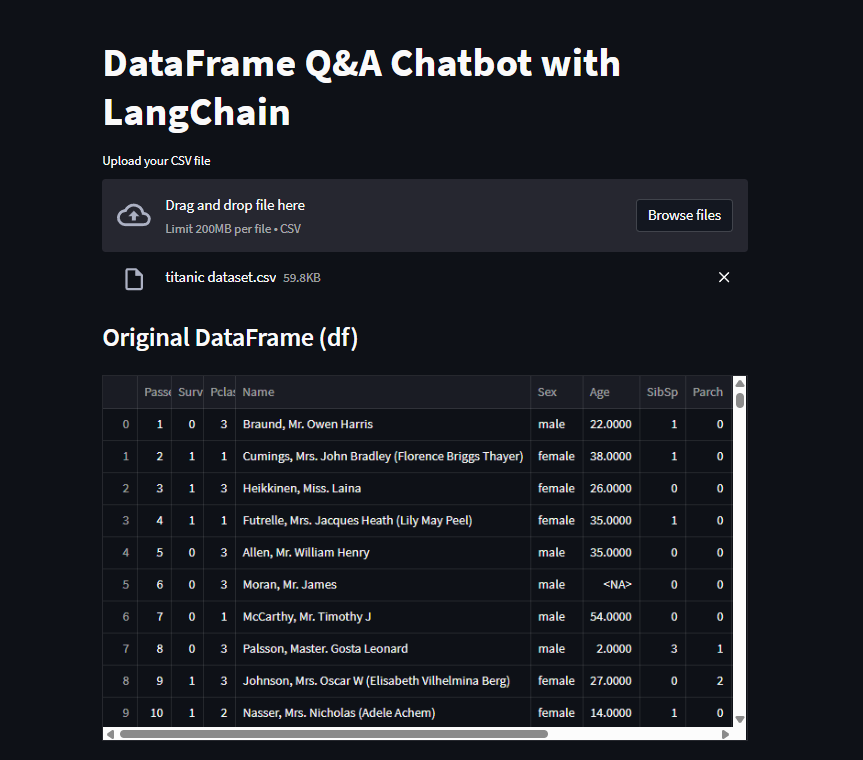 DataFrame Q&A Chatbot with
LangChain
Upload your CSV file
Drag and drop file here
Limit 200MB per file • CSV
Browse files
titanic dataset.csv 59.8KB
Original DataFrame (df)
Passe Surv Pclas Name Sex Age SibSp Parch
0 1 0 3 Braund, Mr. Owen Harris male 22.0000 1 0
1 2 1 1 Cumings, Mrs. John Bradley (Florence Briggs Thayer) female 38.0000 1 0
2 3 1 3 Heikkinen, Miss. Laina female 26.0000 0 0
3 4 1 1 Futrelle, Mrs. Jacques Heath (Lily May Peel) female 35.0000 1 0
4 5 0 3 Allen, Mr. William Henry male 35.0000 0 0
5 6 0 3 Moran, Mr. James male <NA> 0 0
6 7 0 1 McCarthy, Mr. Timothy J male 54.0000 0 0
7 8 0 3 Palsson, Master. Gosta Leonard male 2.0000 3 1
8 9 1 3 Johnson, Mrs. Oscar W (Elisabeth Vilhelmina Berg) female 27.0000 0 2
9 10 1 2 Nasser, Mrs. Nicholas (Adele Achem) female 14.0000 1 0